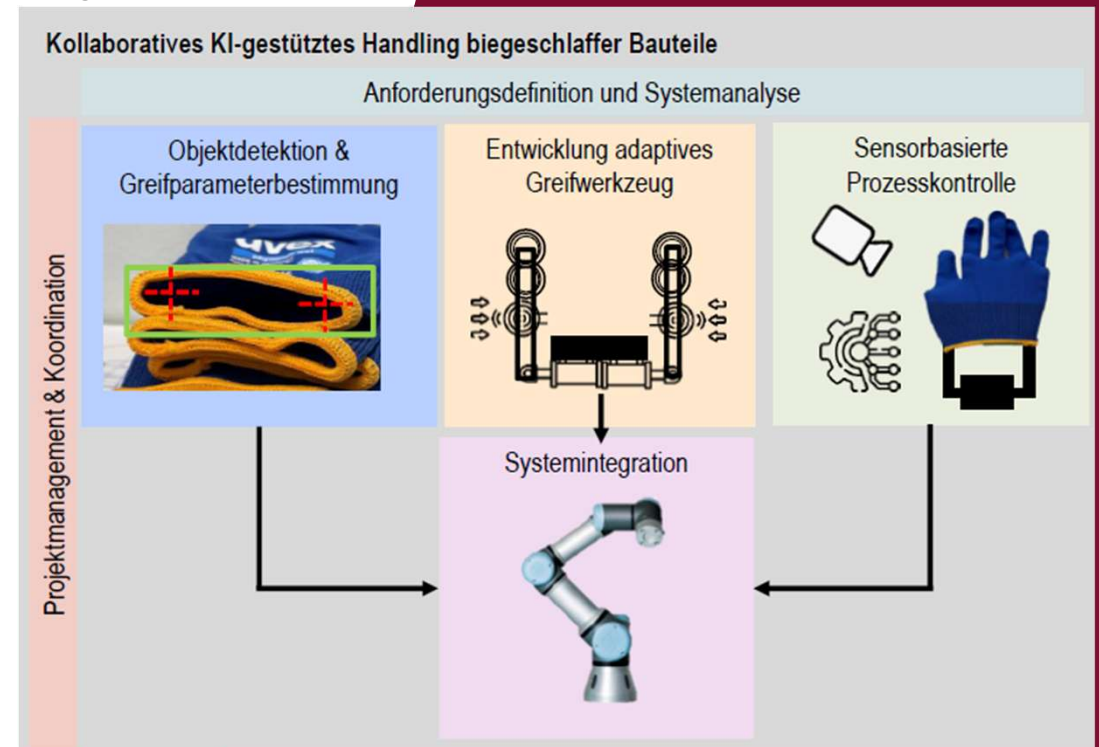 Kollaboratives KI-gestütztes Handling biegeschlaffer Bauteile
Anforderungsdefinition und Systemanalyse
Projektmanagement & Koordination
Objektdetektion &
Greifparameterbestimmung
uvex
Entwicklung adaptives
Greifwerkzeug
Sensorbasierte
Prozesskontrolle
Systemintegration